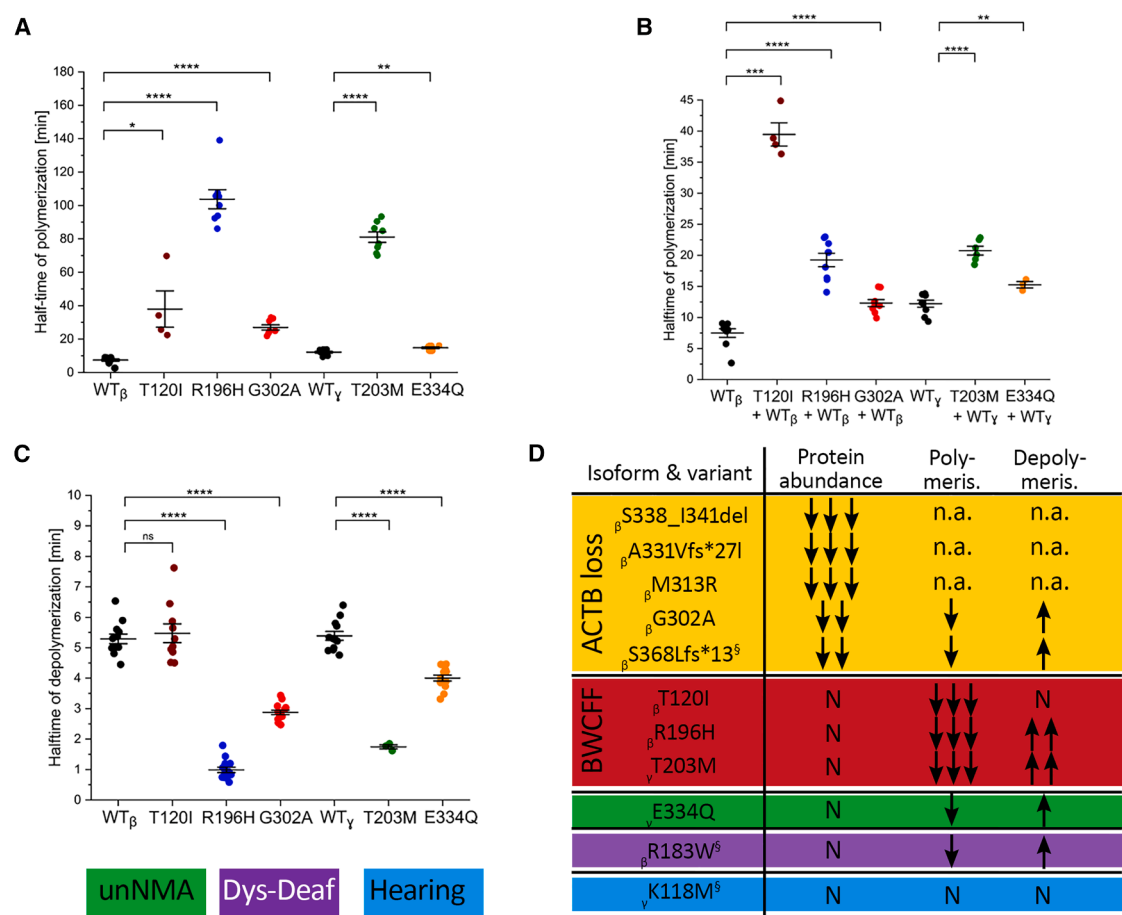 A
Half-time of polymerization [min]
180
160
140
120
100
80
60
40
20
0
****
****
*
**
****
WTβ T120I R196H G302A WTɣ T203M E334Q
B
Halftime of polymerization [min]
45
40
35
30
25
20
15
10
5
0
****
****
***
**
****
WTβ T120I R196H G302A WTɣ T203M E334Q
+ WTβ + WTβ + WTβ + WTɣ + WTɣ
C
Halftime of depolymerization [min]
10
9
8
7
6
5
4
3
2
1
0
****
****
ns
****
****
WTβ T120I R196H G302A WTɣ T203M E334Q
unNMA Dys-Deaf Hearing
D
Isoform & variant Protein abundance Poly-meris. Depoly-meris.
ACTB loss
βS338_I341del ↓↓↓ n.a. n.a.
βA331Vfs*27l ↓↓↓ n.a. n.a.
βM313R ↓↓↓ n.a. n.a.
βG302A ↓↓ ↓ ↑
βS368Lfs*13§ ↓↓ ↓ ↑
BWCFF
βT120I N ↓↓↓ N
βR196H N ↓↓↓ ↑↑
γT203M N ↓↓↓ ↑↑
γE334Q N ↓ ↑
βR183W§ N ↓ ↑
γK118M§ N N N